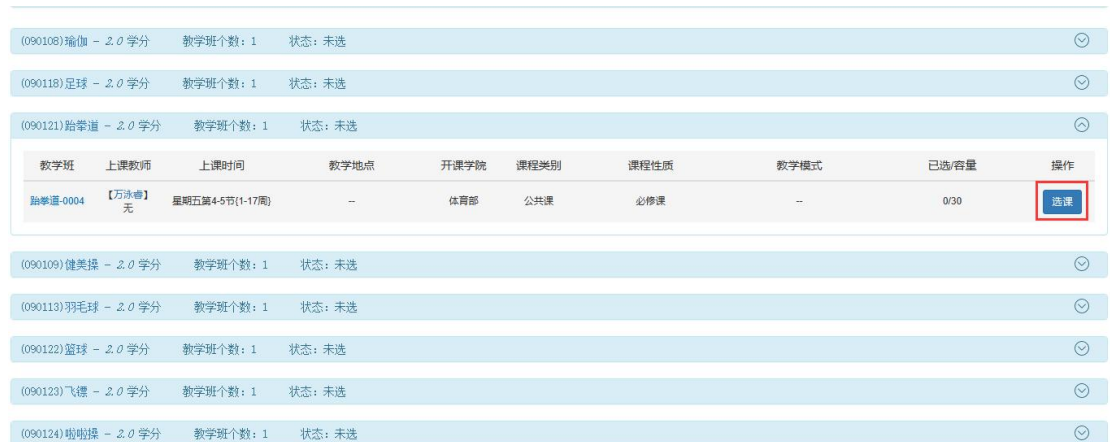 (090108)瑜伽 - 2.0 学分 教学班个数：1 状态：未选
(090118)足球 - 2.0 学分 教学班个数：1 状态：未选
(090121)跆拳道 - 2.0 学分 教学班个数：1 状态：未选
教学班 上课教师 上课时间 教学地点 开课学院 课程类别 课程性质 教学模式 已选/容量 操作
跆拳道-0004 【万泳睿】 星期五第4-5节{1-17周} -- 体育部 公共课 必修课 -- 0/30 选课
无
(090109)健美操 - 2.0 学分 教学班个数：1 状态：未选
(090113)羽毛球 - 2.0 学分 教学班个数：1 状态：未选
(090122)篮球 - 2.0 学分 教学班个数：1 状态：未选
(090123)飞镖 - 2.0 学分 教学班个数：1 状态：未选
(090124)啦啦操 - 2.0 学分 教学班个数：1 状态：未选